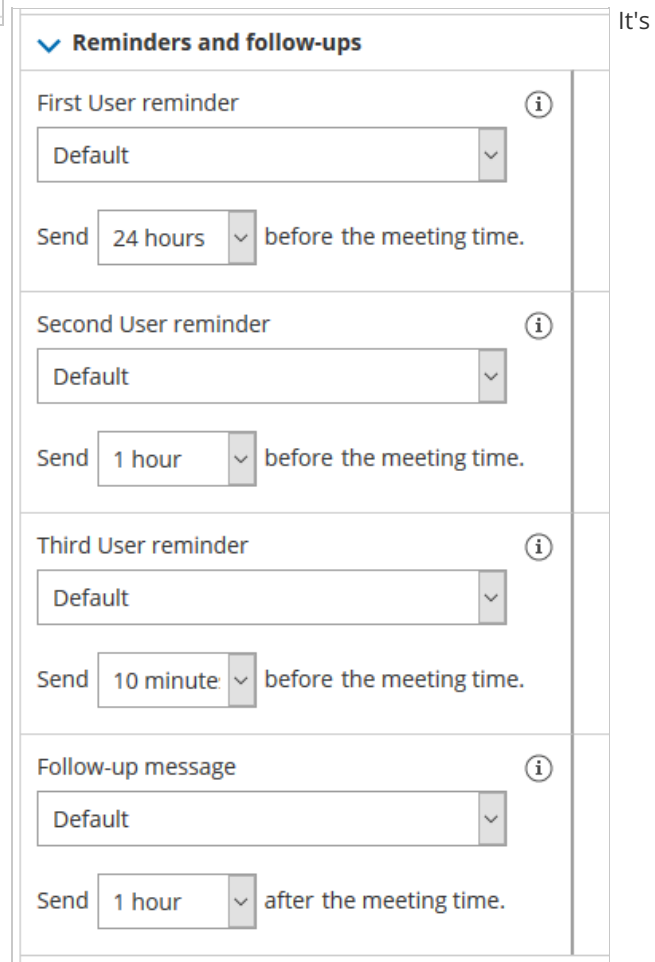 It's
Reminders and follow-ups
First User reminder
Default
Send 24 hours before the meeting time.
Second User reminder
Default
Send 1 hour before the meeting time.
Third User reminder
Default
Send 10 minute before the meeting time.
Follow-up message
Default
Send 1 hour after the meeting time.